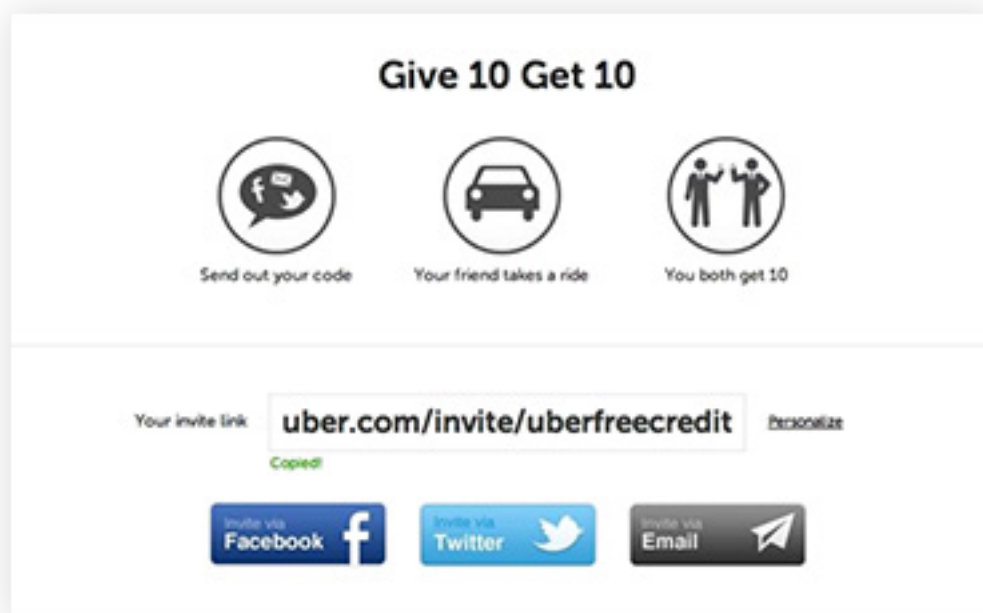 Give 10 Get 10
Send out your code
Your friend takes a ride
You both get 10
Your invite link
uber.com/invite/uberfreecredit
Personalize
Copied!
Invite via
Facebook
Invite via
Twitter
Invite via
Email